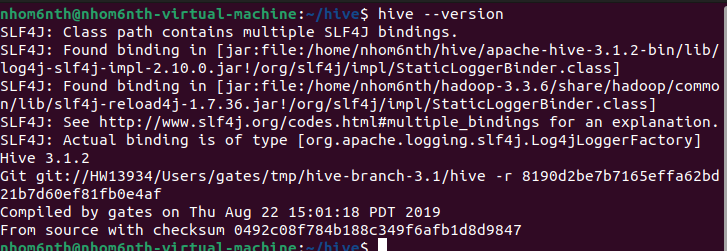 nhom6nth@nhom6nth-virtual-machine:~/hive$ hive --version
SLF4J: Class path contains multiple SLF4J bindings.
SLF4J: Found binding in [jar:file:/home/nhom6nth/hive/apache-hive-3.1.2-bin/lib/
log4j-slf4j-impl-2.10.0.jar!/org/slf4j/impl/StaticLoggerBinder.class]
SLF4J: Found binding in [jar:file:/home/nhom6nth/hadoop-3.3.6/share/hadoop/commo
n/lib/slf4j-reload4j-1.7.36.jar!/org/slf4j/impl/StaticLoggerBinder.class]
SLF4J: See http://www.slf4j.org/codes.html#multiple_bindings for an explanation.
SLF4J: Actual binding is of type [org.apache.logging.slf4j.Log4jLoggerFactory]
Hive 3.1.2
Git git://HW13934/Users/gates/tmp/hive-branch-3.1/hive -r 8190d2be7b7165effa62bd
21b7d60ef81fb0e4af
Compiled by gates on Thu Aug 22 15:01:18 PDT 2019
From source with checksum 0492c08f784b188c349f6afb1d8d9847
nhom6nth@nhom6nth-virtual-machine:~/hive$